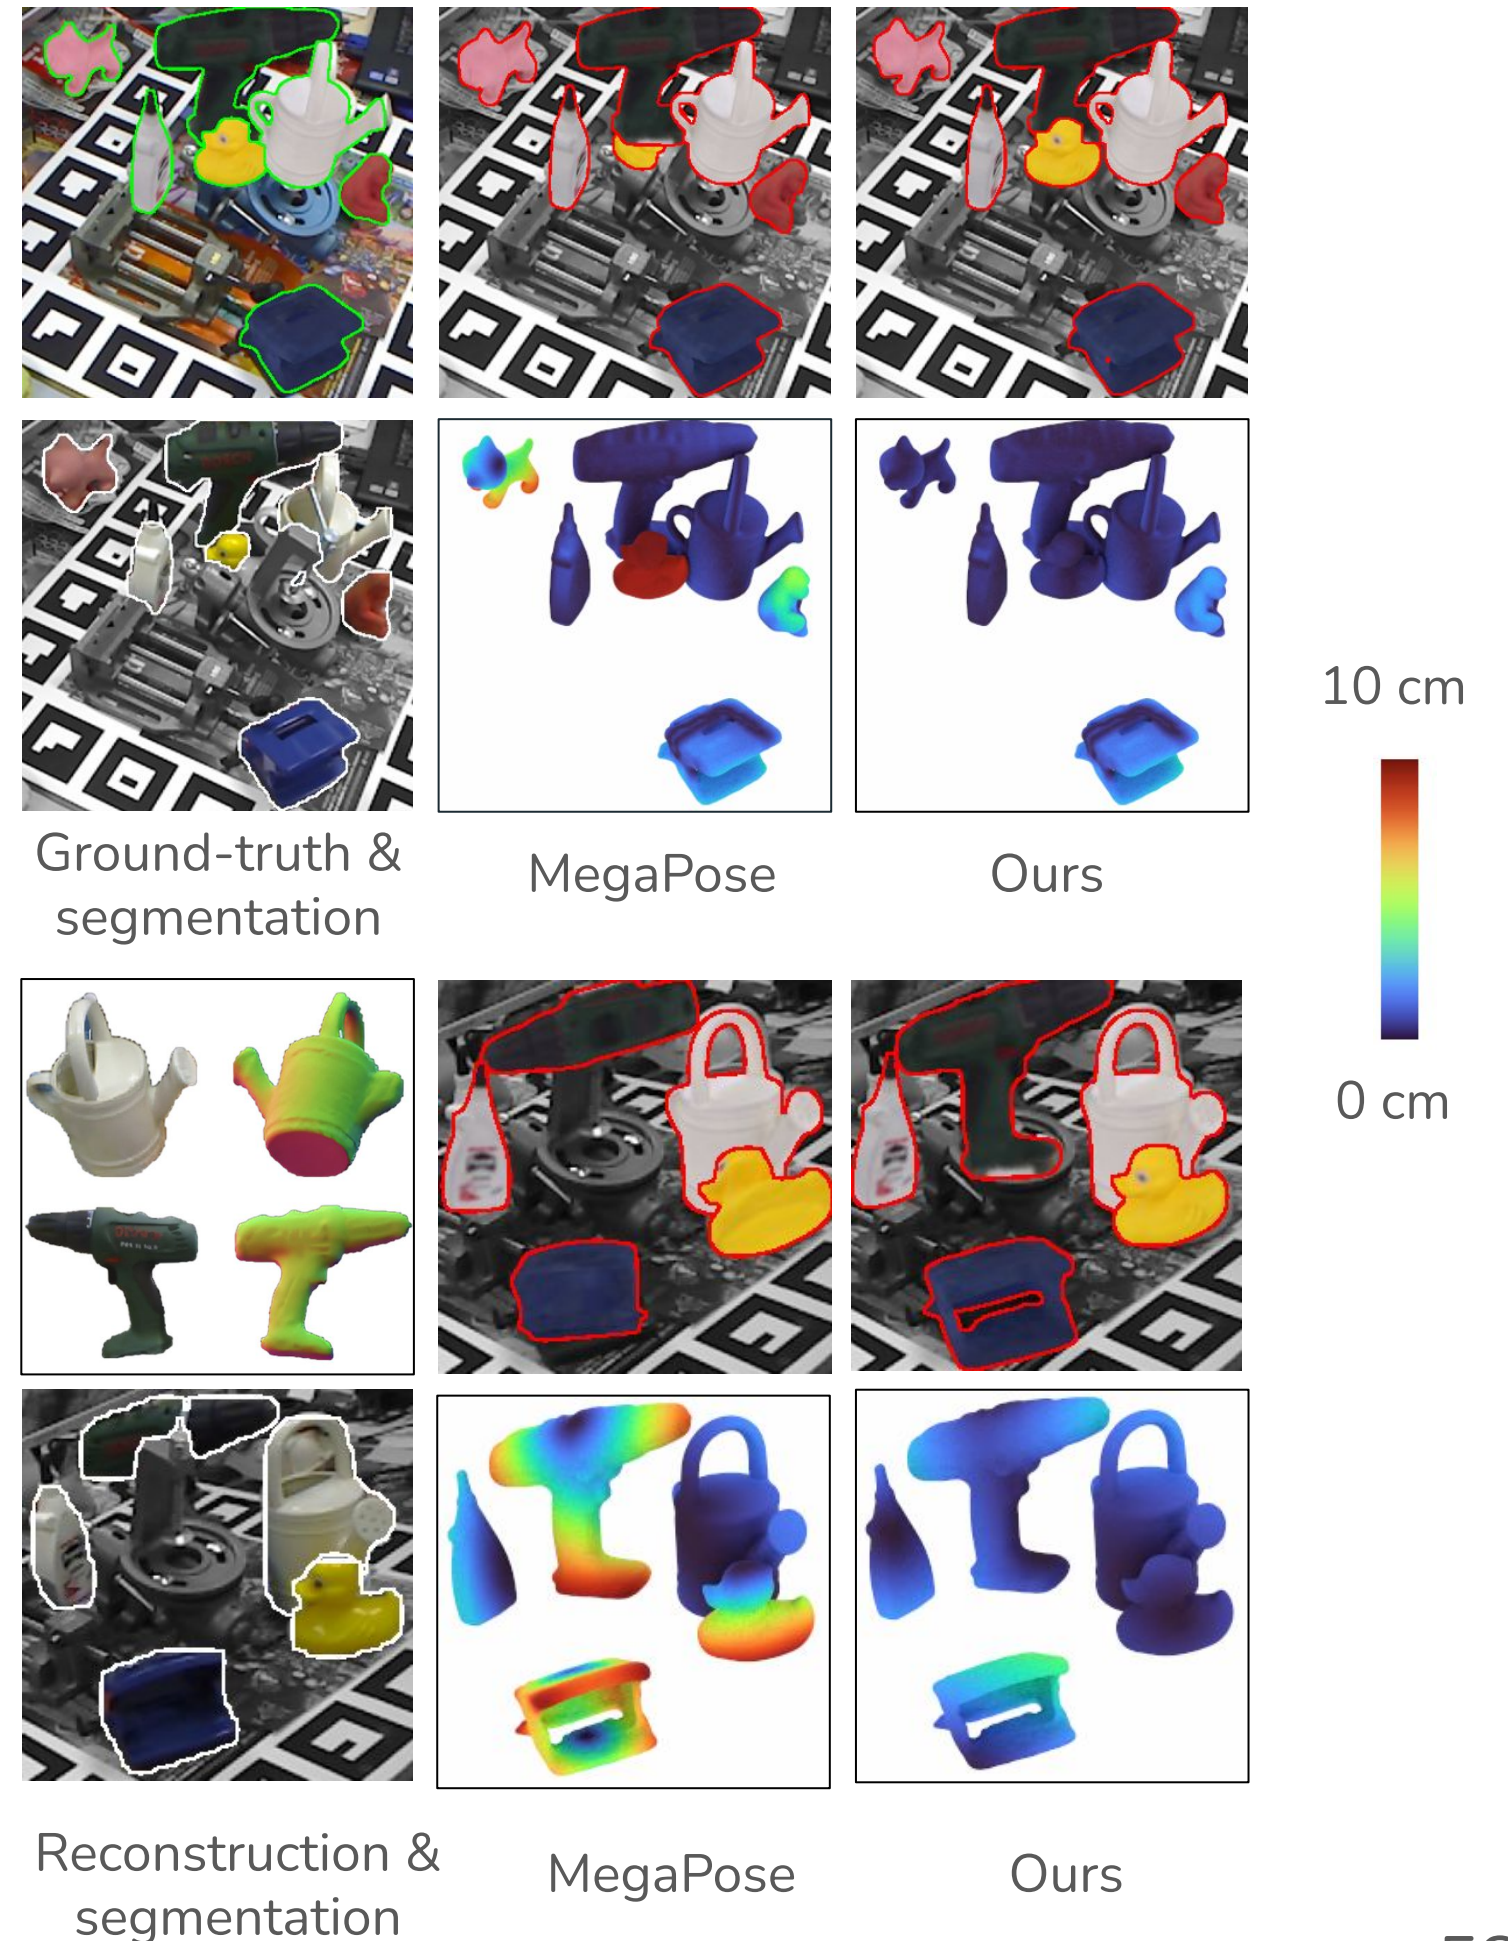 Ground-truth &
segmentation
MegaPose
Ours
10 cm
0 cm
Reconstruction &
segmentation
MegaPose
Ours